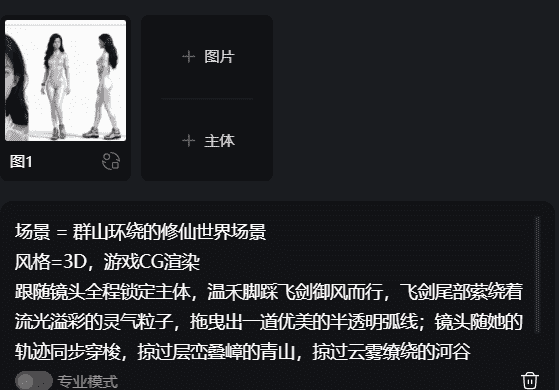 + 图片
+ 主体
图1
场景 = 群山环绕的修仙世界场景
风格=3D，游戏CG渲染
跟随镜头全程锁定主体，温禾脚踩飞剑御风而行，飞剑尾部萦绕着
流光溢彩的灵气粒子，拖曳出一道优美的半透明弧线；镜头随她的
轨迹同步穿梭，掠过层峦叠嶂的青山，掠过云雾缭绕的河谷
专业模式